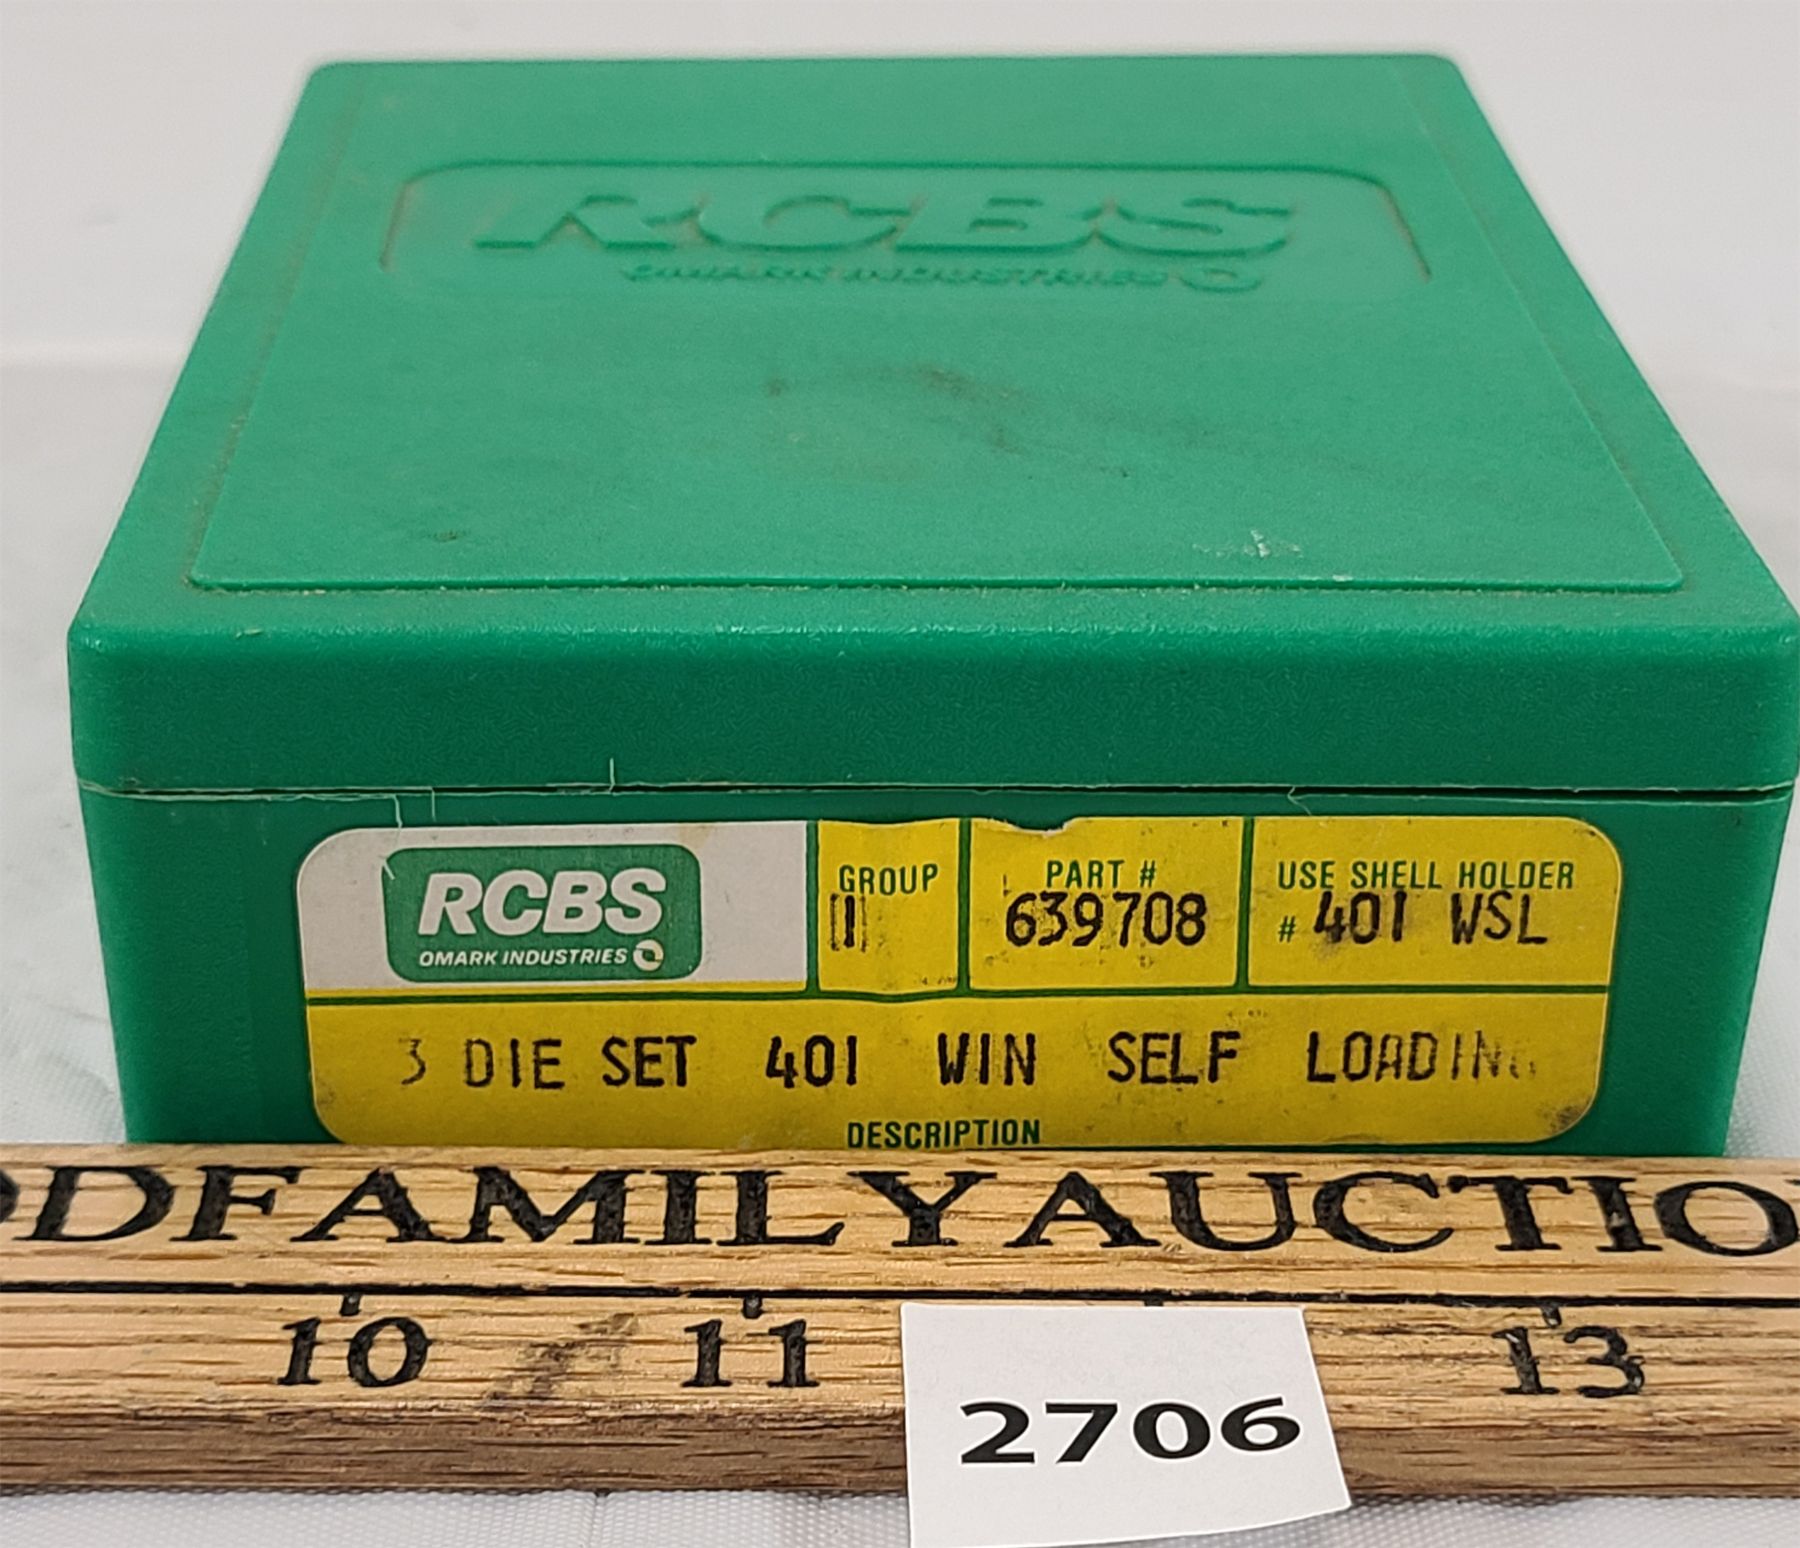 RCBS
OMARK INDUSTRIES
RCBS
OMARK INDUSTRIES
GROUP
PART #
639708
USE SHELL HOLDER
# 401 WSL
3 DIE SET 401 WIN SELF LOADING
DESCRIPTION
ODFAMILYAUCTIO
10 11 13
2706